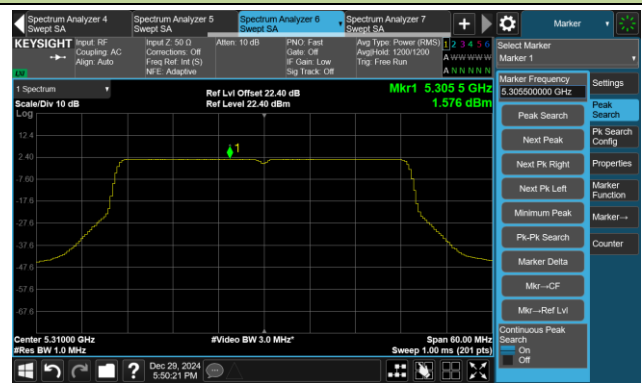 Spectrum Analyzer 4
Swept SA
Spectrum Analyzer 5
Swept SA
Spectrum Analyzer 6
Swept SA
Spectrum Analyzer 7
Swept SA
+
Marker
KEYSIGHT
Input: RF
Coupling: AC
Align: Auto
Input Z: 50 Ω
Corrections: Off
Freq Ref: Int (S)
NFE: Adaptive
Atten: 10 dB
PNO: Fast
Gate: Off
IF Gain: Low
Sig Track: Off
Avg Type: Power (RMS)
Avg|Hold: 1200/1200
Trig: Free Run
1 2 3 4 5 6
A W W W W W
A N N N N N
Select Marker
Marker 1
1 Spectrum
Scale/Div 10 dB
Log
Ref Lvl Offset 22.40 dB
Ref Level 22.40 dBm
Mkr1 5.305 5 GHz
1.576 dBm
12.4
2.40
-7.60
-17.6
-27.6
-37.6
-47.6
-57.6
-67.6
1
Center 5.31000 GHz
#Res BW 1.0 MHz
#Video BW 3.0 MHz*
Span 60.00 MHz
Sweep 1.00 ms (201 pts)
Marker Frequency
5.305500000 GHz
Peak Search
Next Peak
Next Pk Right
Next Pk Left
Minimum Peak
Pk-Pk Search
Marker Delta
Mkr→CF
Mkr→Ref Lvl
Continuous Peak
Search
On
Off
Settings
Peak
Search
Pk Search
Config
Properties
Marker
Function
Marker→
Counter
?
Dec 29, 2024
5:50:21 PM